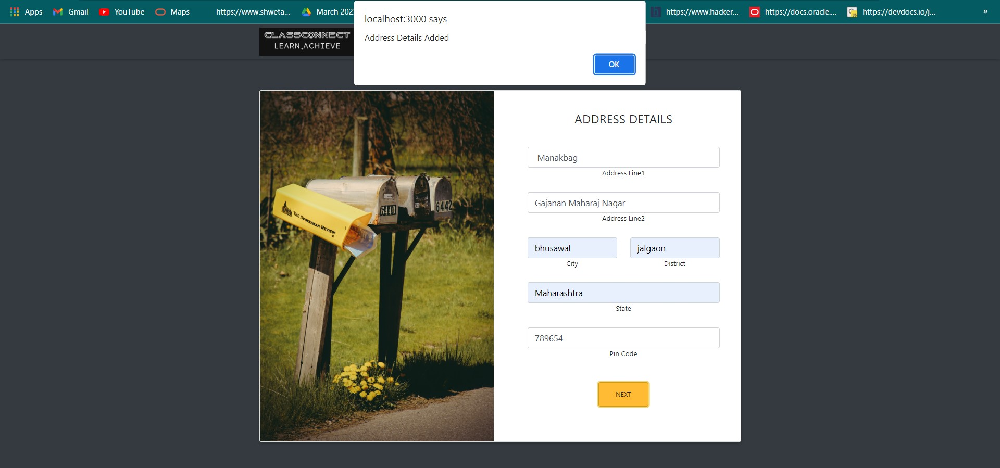 Apps
Gmail
YouTube
Maps
https://www.shweta...
March 202
https://www.hacker...
https://docs.oracle....
https://devdocs.io/j...
»
localhost:3000 says
Address Details Added
OK
CLASSCONNECT
LEARN,ACHIEVE
ADDRESS DETAILS
Manakbag
Address Line1
Gajanan Maharaj Nagar
Address Line2
bhusawal jalgaon
City District
Maharashtra
State
789654
Pin Code
NEXT
THE SPOKESMAN-REVIEW
6440
6442